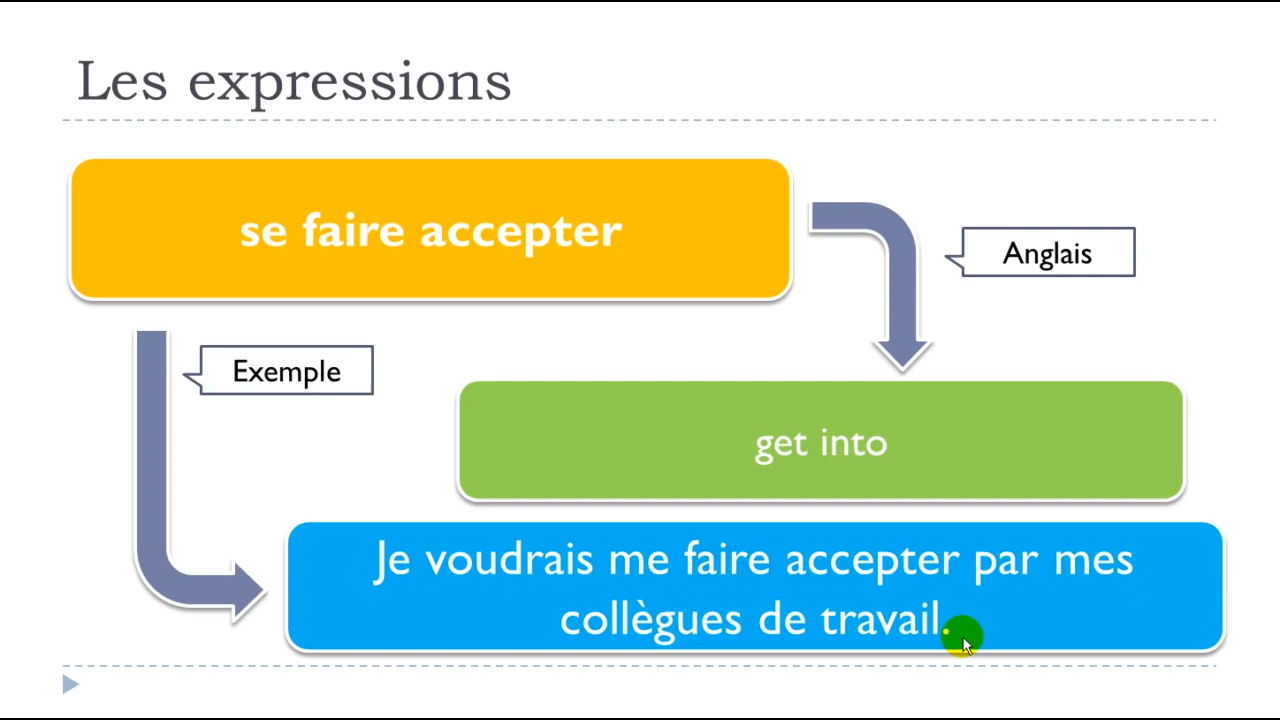 Les expressions
se faire accepter
Anglais
Exemple
get into
Je voudrais me faire accepter par mes
collègues de travail.